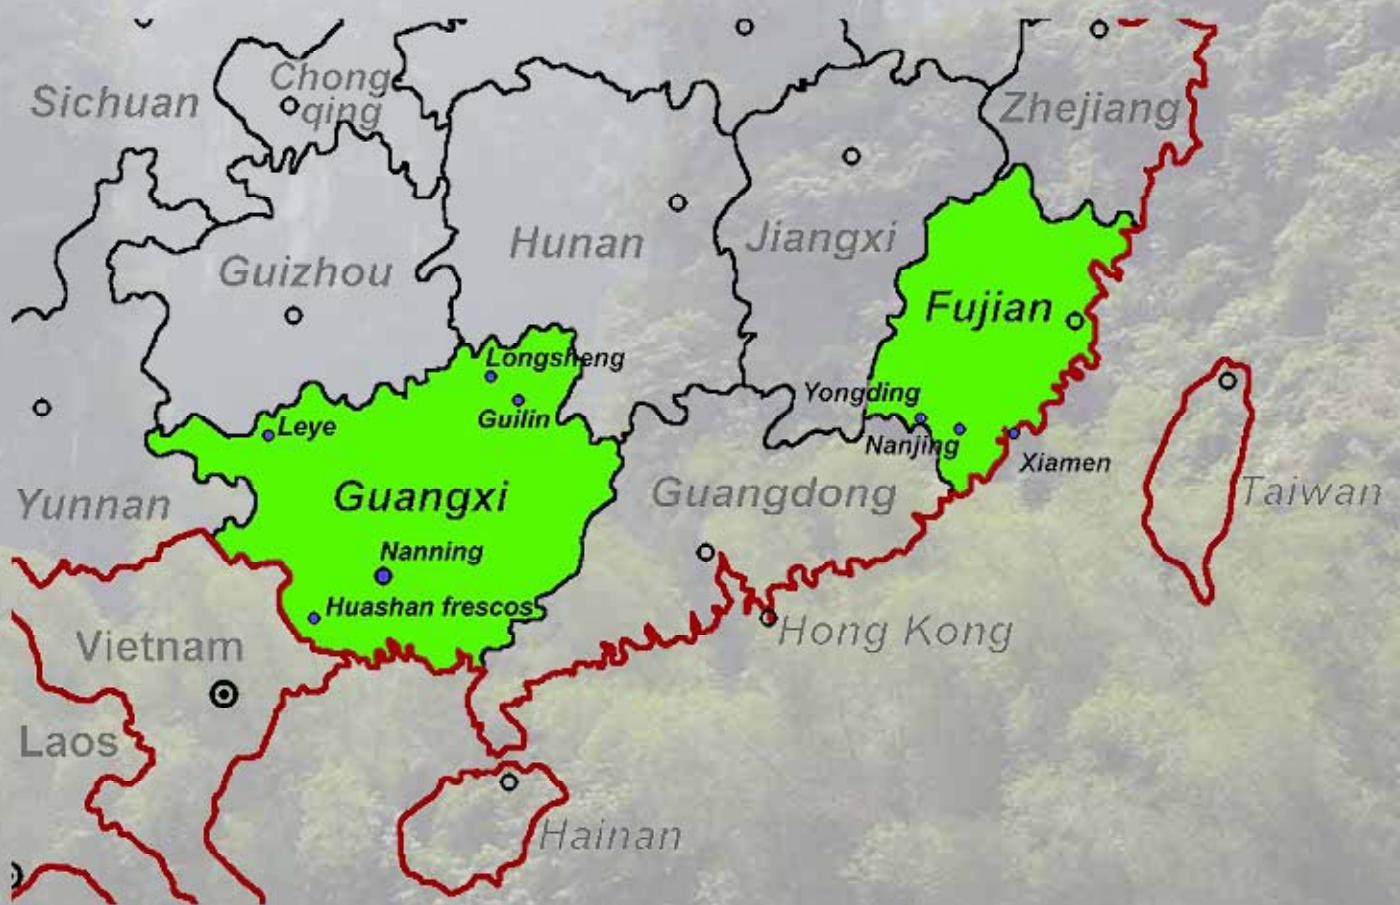 Chong
qing
Sichuan
Zhejiang
Hunan
Jiangxi
Guizhou
Fujian
Longsheng
Yongding
Guilin
Leye
Nanjing
Xiamen
Yunnan
Guangxi
Guangdong
Taiwan
Nanning
Huashan frescos
Hong Kong
Vietnam
Laos
Hainan